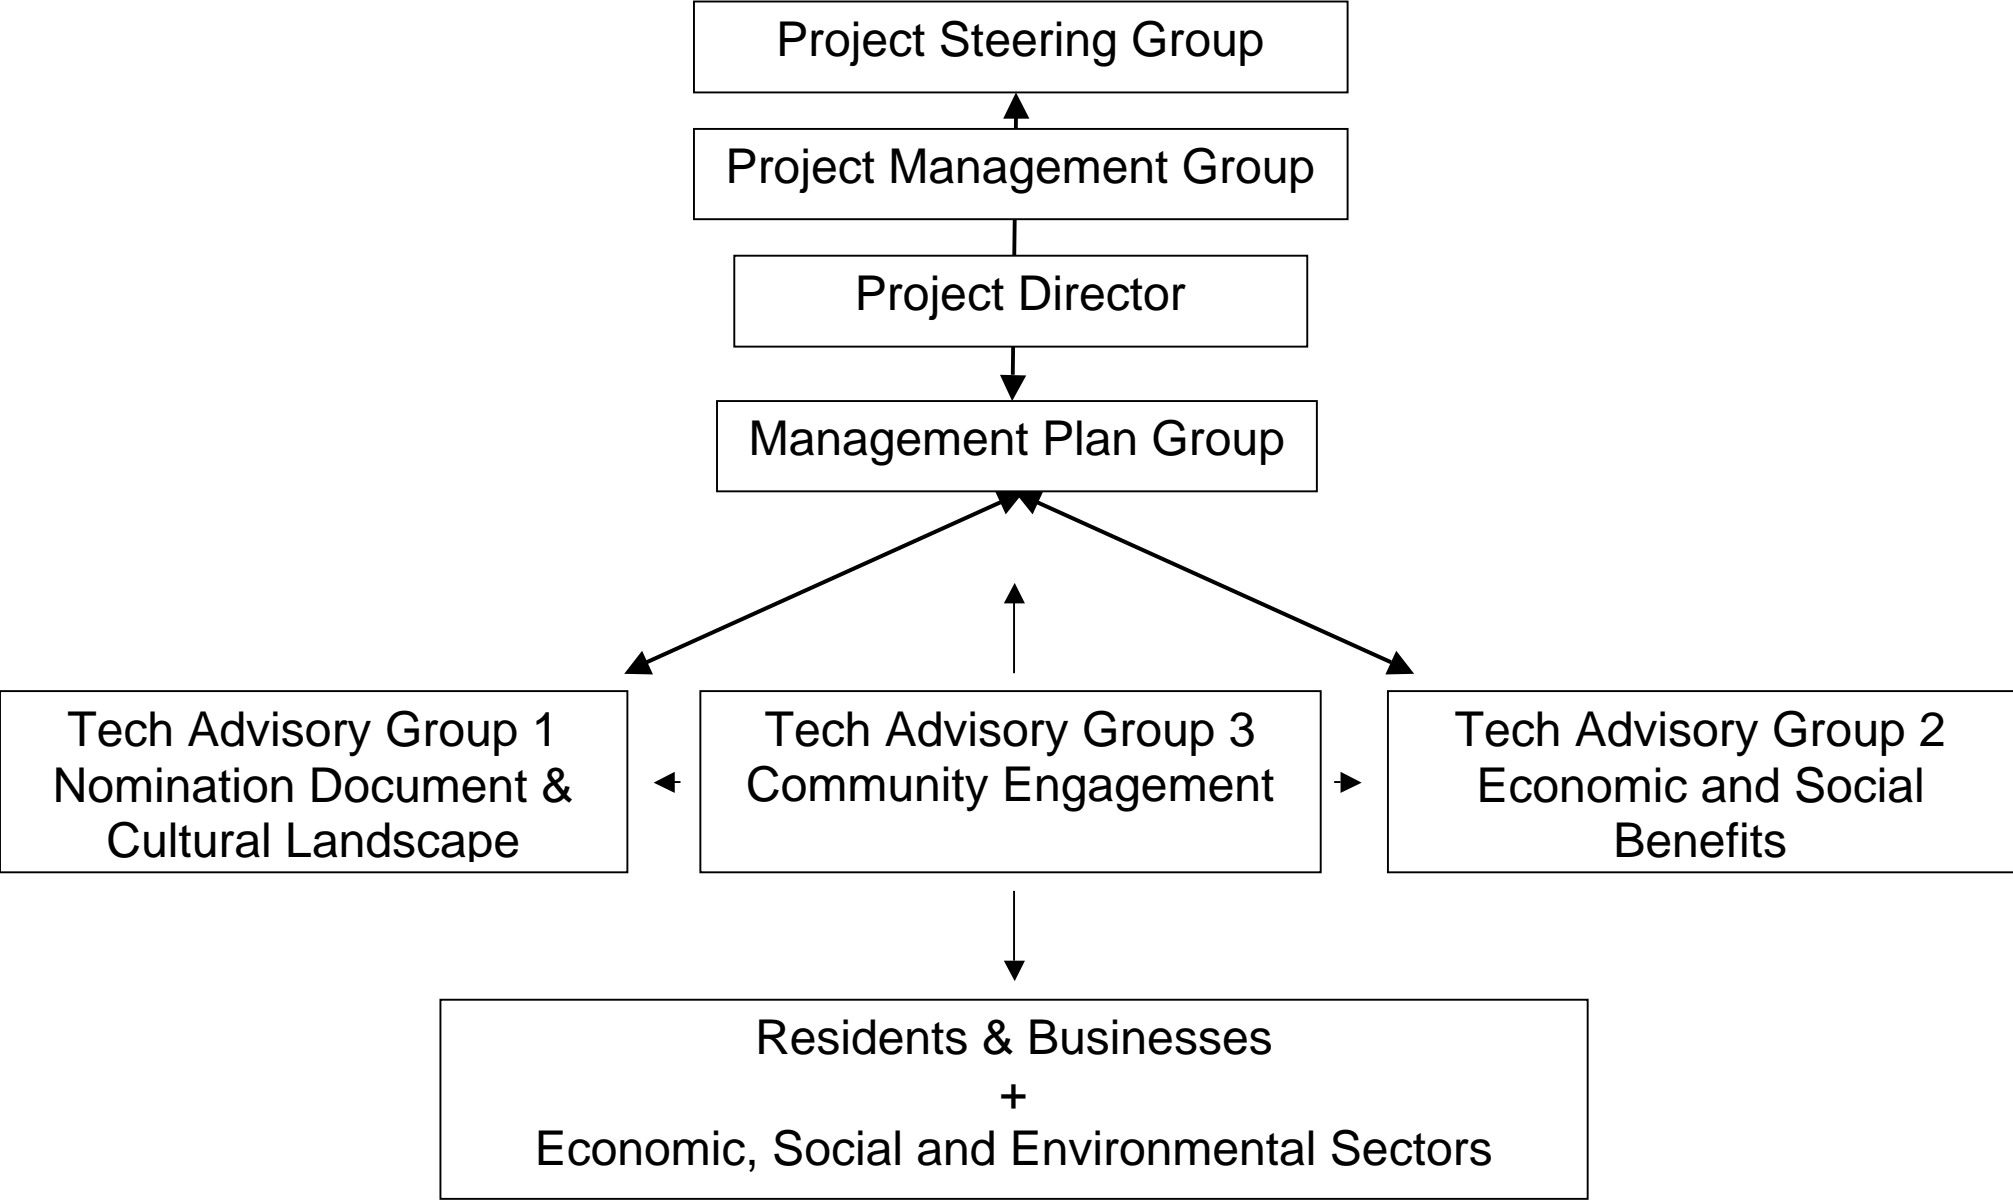 Project Steering Group
Project Management Group
Project Director
Management Plan Group
Tech Advisory Group 1
Nomination Document &
Cultural Landscape
Tech Advisory Group 3
Community Engagement
Tech Advisory Group 2
Economic and Social
Benefits
Residents & Businesses
+
Economic, Social and Environmental Sectors